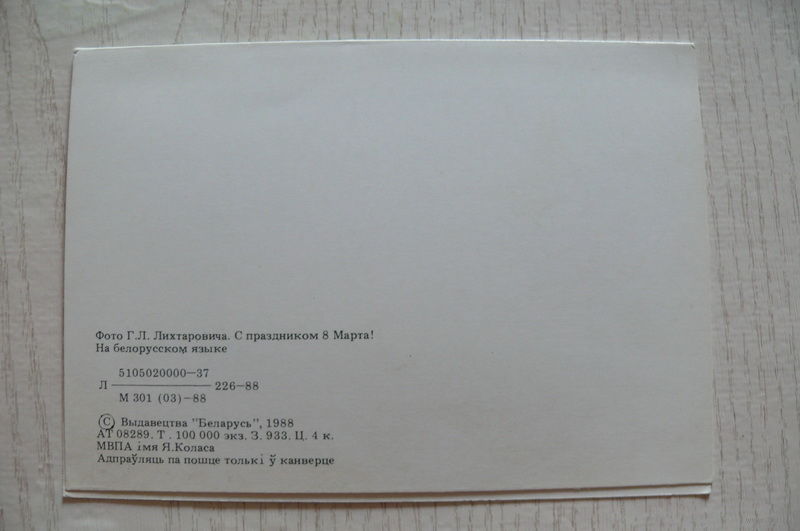 Фото Г.Л. Лихтаровича. С праздником 8 Марта!
На белорусском языке
5105020000—37
Л ———— 226—88
М 301 (03)—88
© Выдавецтва "Беларусь", 1988
АТ 08289. Т . 100 000 экз. З. 933. Ц. 4 к.
МВПА імя Я.Коласа
Адпраўляць па пошце толькі ў канверце